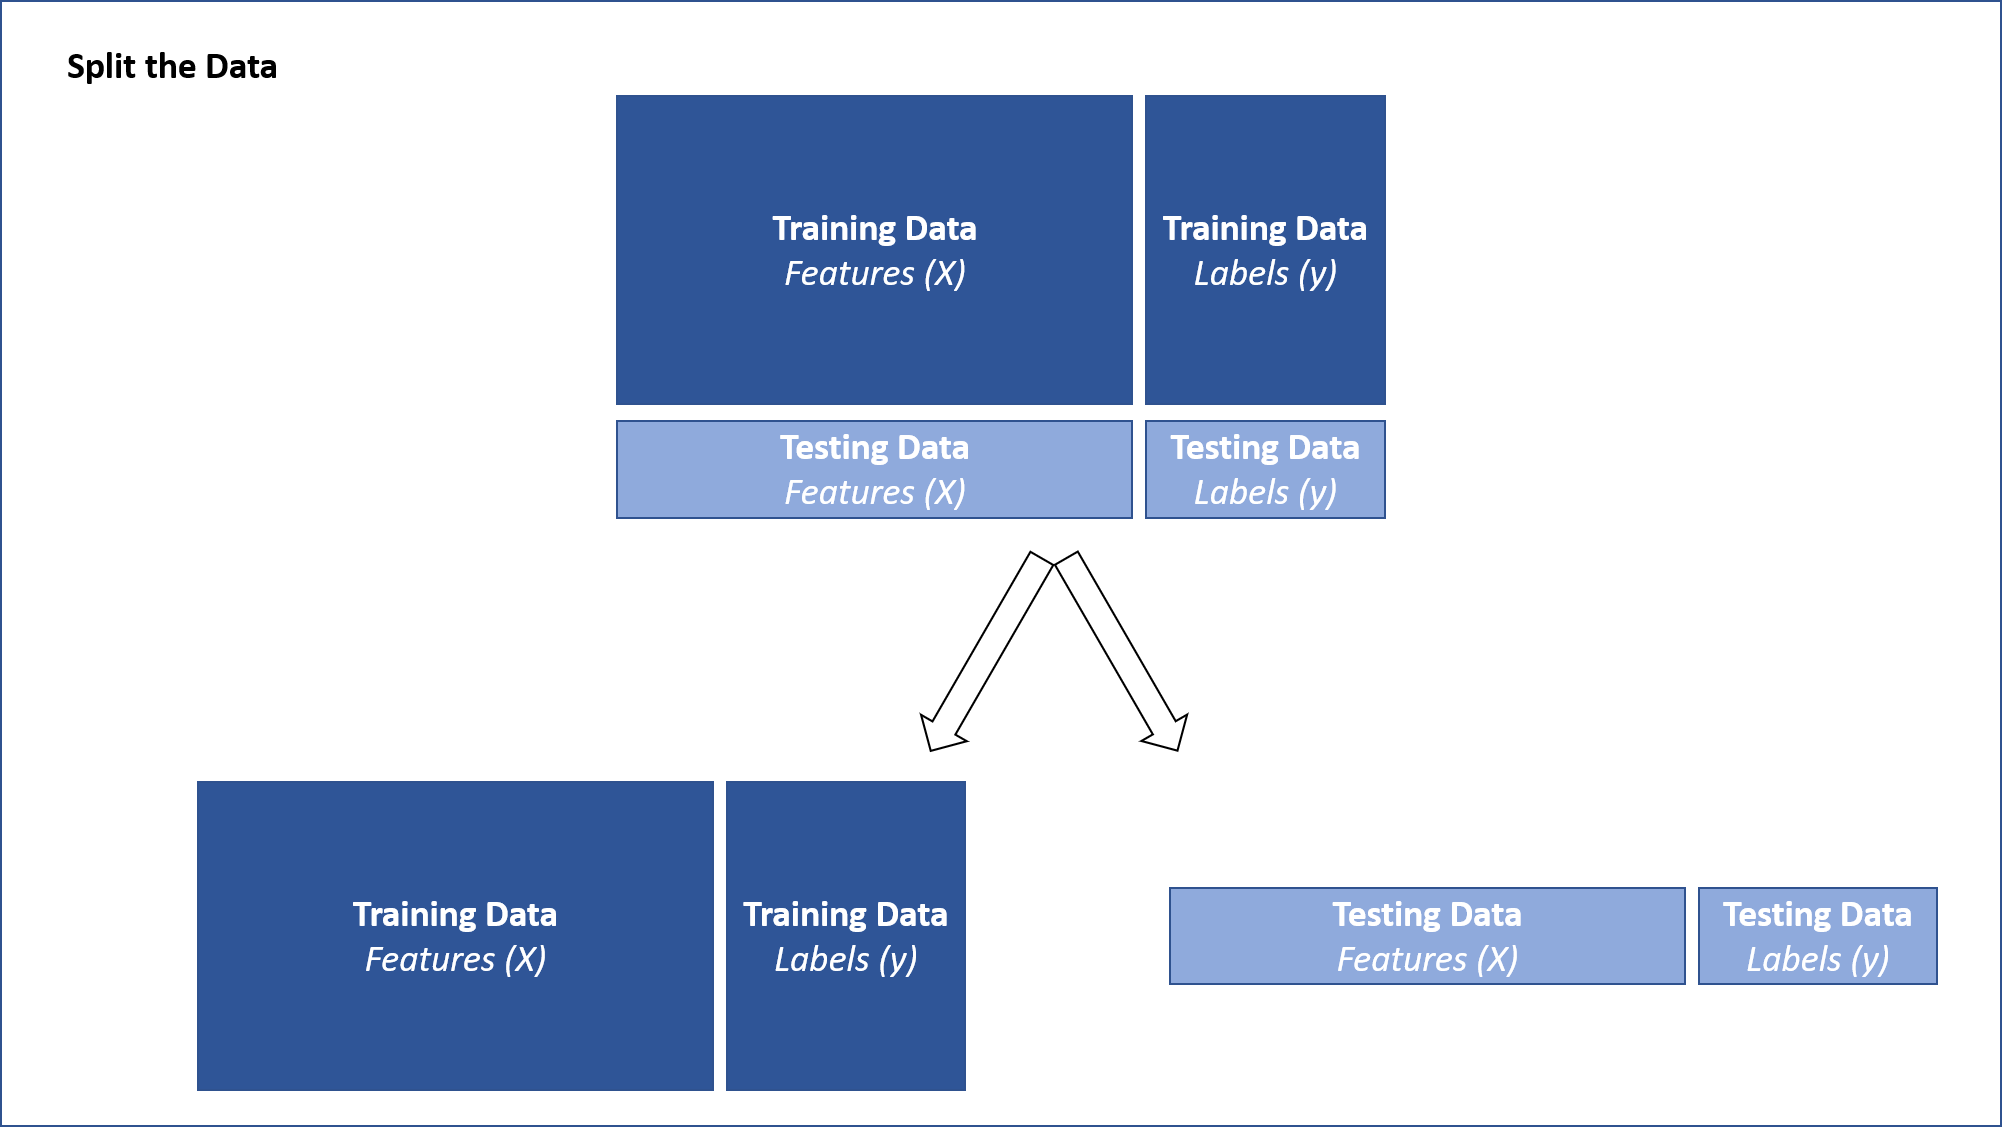 Split the Data
Training Data
Features (X)
Training Data
Labels (y)
Testing Data
Features (X)
Testing Data
Labels (y)
Training Data
Features (X)
Training Data
Labels (y)
Testing Data
Features (X)
Testing Data
Labels (y)